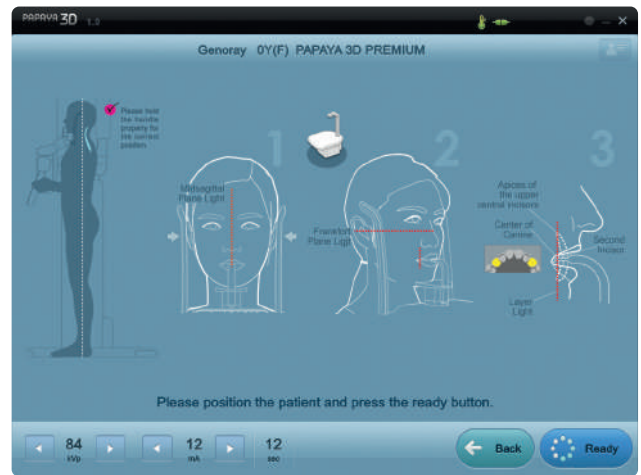 PAPAYA 3D 1.0
Genoray 0Y(F) PAPAYA 3D PREMIUM
Please hold
the handle
properly for
the correct
position.
1
Midsagittal
Plane Light
2
Frankfort
Plane Light
3
Apices of
the upper
central incisors
Center of
Canine
Second
Incisor
Layer
Light
Please position the patient and press the ready button.
84
kVp
12
mA
12
sec
Back
Ready